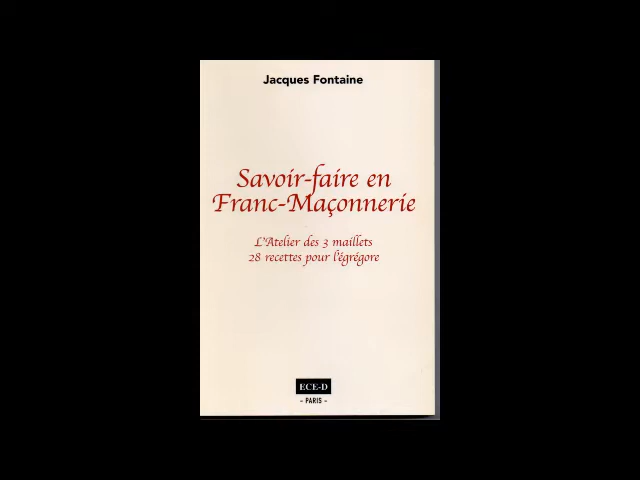 Jacques Fontaine
Savoir-faire en
Franc-Maçonnerie
L'Atelier des 3 maillets
28 recettes pour l'égrégore
ECE-D
- PARIS -